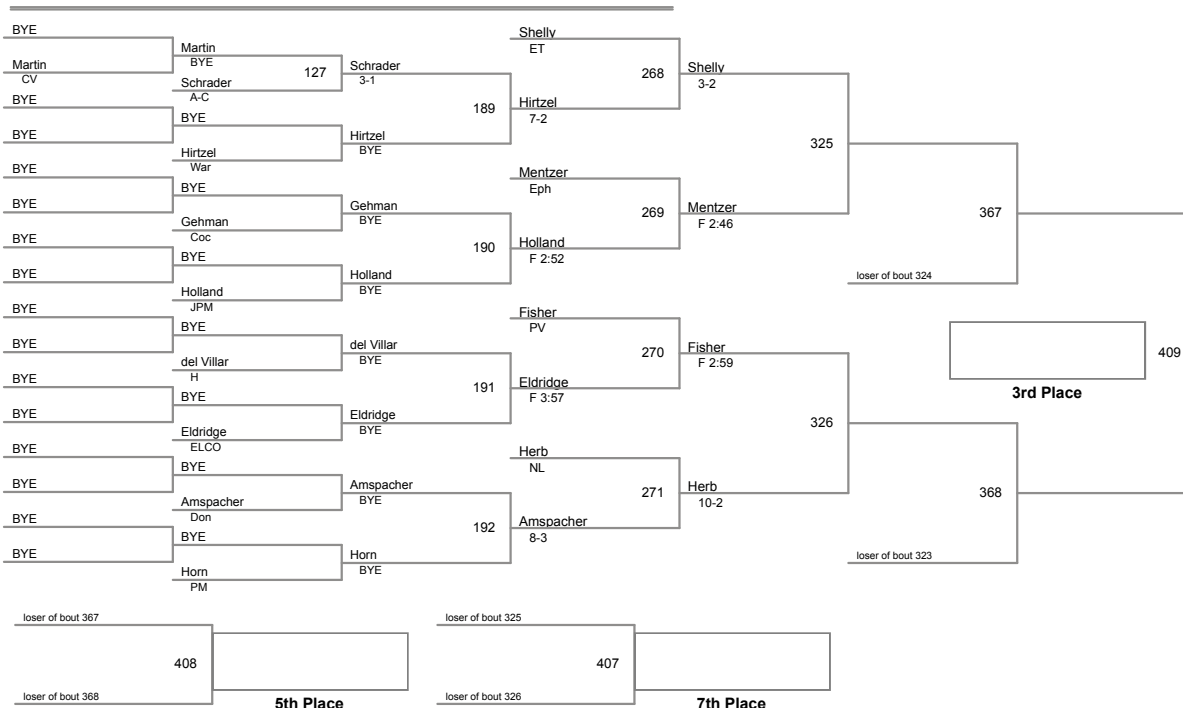 BYE
Martin
CV
BYE
BYE
BYE
BYE
BYE
BYE
BYE
BYE
BYE
BYE
BYE
BYE
BYE
BYE
Martin
BYE
Schrader
A-C
BYE
Hirtzel
War
BYE
Gehman
Coc
BYE
Holland
JPM
BYE
del Villar
H
BYE
Eldridge
ELCO
BYE
Amspacher
Don
BYE
Horn
PM
127
Schrader
3-1
Hirtzel
BYE
Gehman
BYE
Holland
BYE
del Villar
BYE
Eldridge
BYE
Amspacher
BYE
Horn
BYE
189
190
191
192
Shelly
ET
Hirtzel
7-2
Mentzer
Eph
Holland
F 2:52
Fisher
PV
Eldridge
F 3:57
Herb
NL
Amspacher
8-3
268
269
270
271
Shelly
3-2
Mentzer
F 2:46
Fisher
F 2:59
Herb
10-2
325
326
loser of bout 324
loser of bout 323
367
368
409
3rd Place
loser of bout 367
408
loser of bout 368
5th Place
loser of bout 325
407
loser of bout 326
7th Place